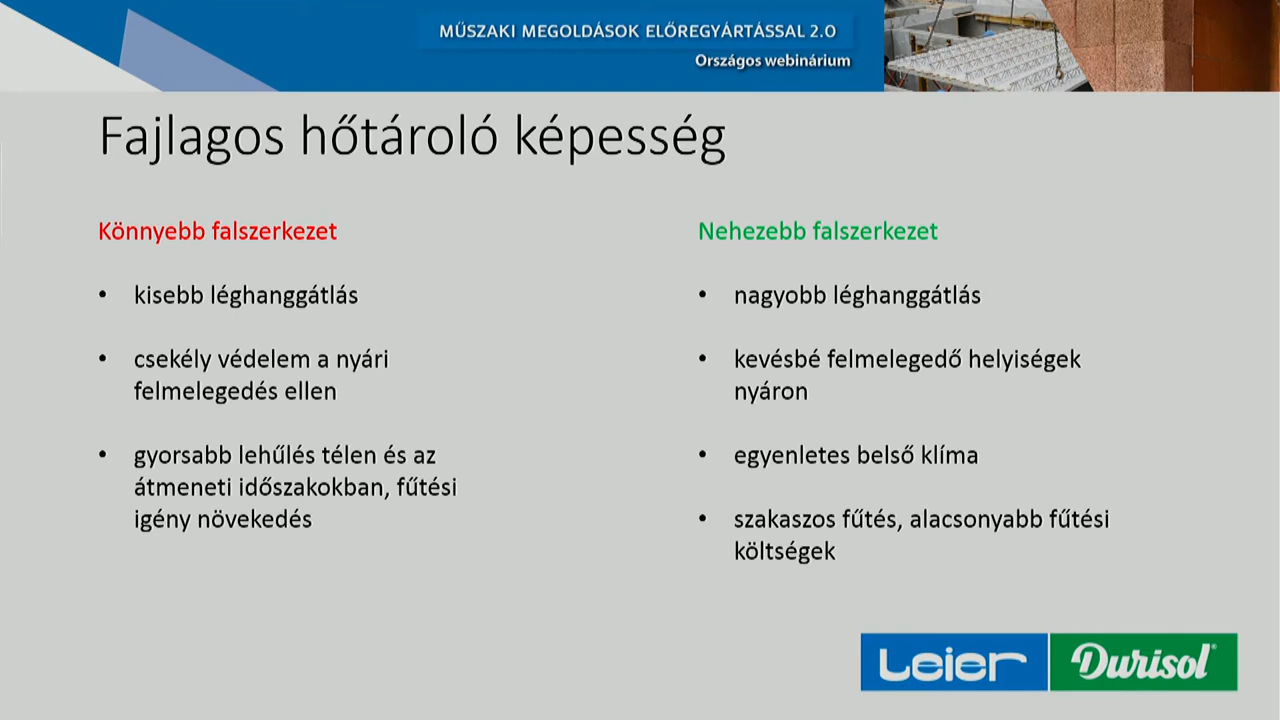 MŰSZAKI MEGOLDÁSOK ELŐREGYÁRTÁSSAL 2.0
Országos webinárium
Fajlagos hőtároló képesség
Könnyebb falszerkezet
• kisebb léghanggátlás
• csekély védelem a nyári
felmelegedés ellen
• gyorsabb lehűlés télen és az
átmeneti időszakokban, fűtési
igény növekedés
Nehezebb falszerkezet
• nagyobb léghanggátlás
• kevésbé felmelegedő helyiségek
nyáron
• egyenletes belső klíma
• szakaszos fűtés, alacsonyabb fűtési
költségek
Leier
Durisol®